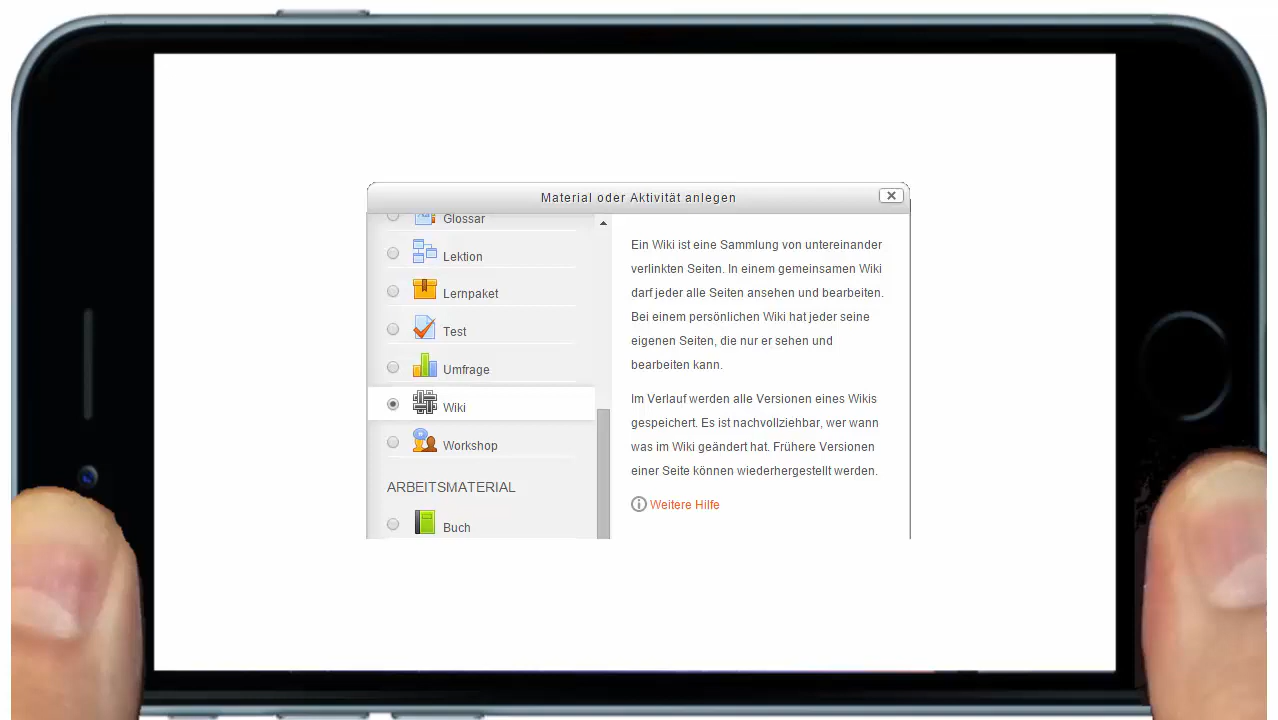 Material oder Aktivität anlegen
Glossar
Lektion
Lernpaket
Test
Umfrage
Wiki
Workshop
ARBEITSMATERIAL
Buch
Ein Wiki ist eine Sammlung von untereinander
verlinkten Seiten. In einem gemeinsamen Wiki
darf jeder alle Seiten ansehen und bearbeiten.
Bei einem persönlichen Wiki hat jeder seine
eigenen Seiten, die nur er sehen und
bearbeiten kann.
Im Verlauf werden alle Versionen eines Wikis
gespeichert. Es ist nachvollziehbar, wer wann
was im Wiki geändert hat. Frühere Versionen
einer Seite können wiederhergestellt werden.
Weitere Hilfe